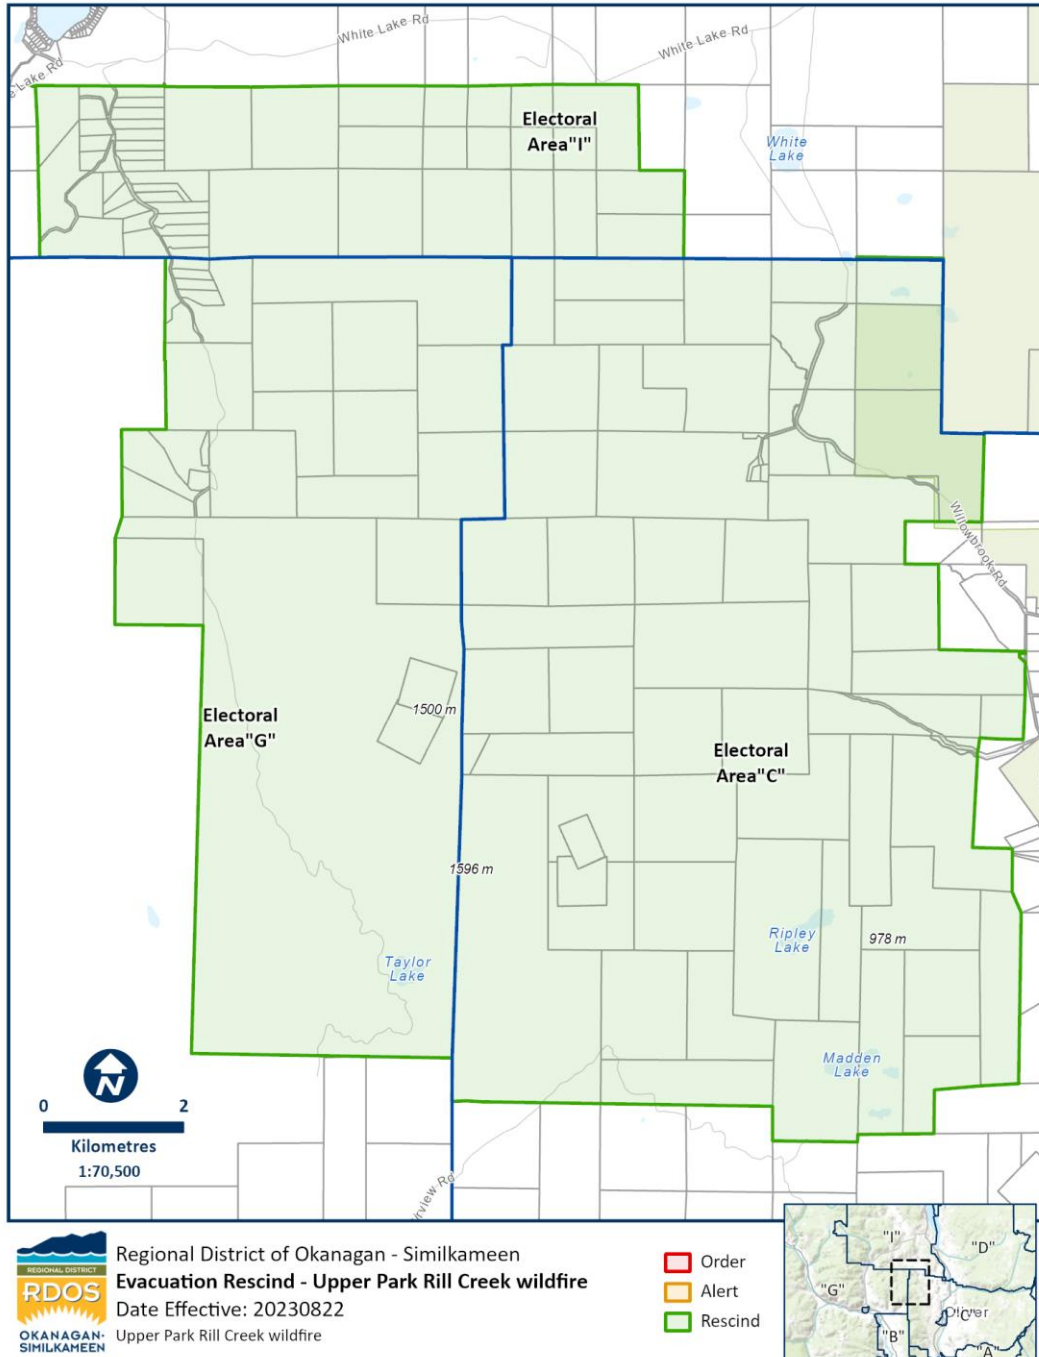 White Lake Rd
White Lake Rd
Lake Rd
Electoral
Area"I"
White
Lake
Willowbrook Rd
1500 m
Electoral
Area"G"
Electoral
Area"C"
1596 m
Ripley
Lake
978 m
Taylor
Lake
Madden
Lake
N
0 2
Kilometres
1:70,500
rview Rd
REGIONAL DISTRICT
RDOS
OKANAGAN-
SIMILKAMEEN
Regional District of Okanagan - Similkameen
Evacuation Rescind - Upper Park Rill Creek wildfire
Date Effective: 20230822
Upper Park Rill Creek wildfire
Order
Alert
Rescind
"I"
"D"
"G"
"C"
"B"
"A"